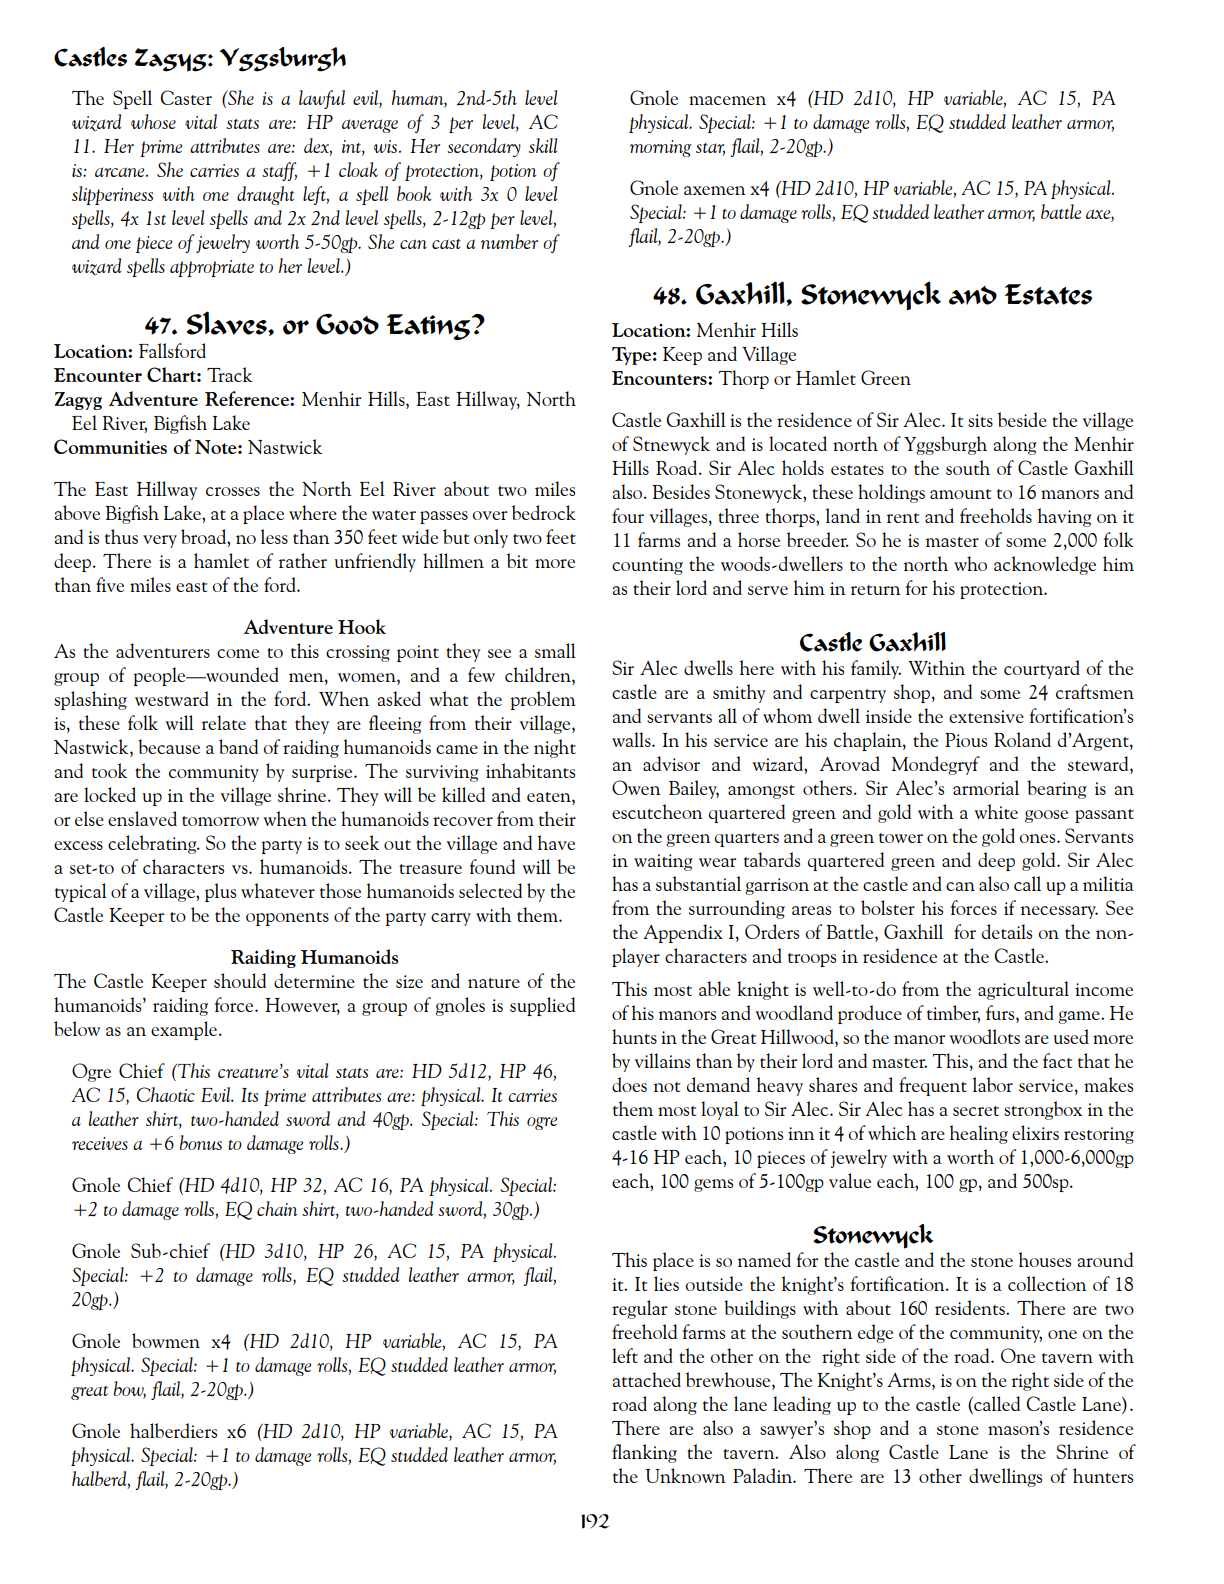 Castles Zagyg: Yggsburgh
The Spell Caster (She is a lawful evil, human, 2nd-5th level
wizard whose vital stats are: HP average of 3 per level, AC
11. Her prime attributes are: dex, int, wis. Her secondary skill
is: arcane. She carries a staff, +1 cloak of protection, potion of
slipperiness with one draught left, a spell book with 3x 0 level
spells, 4x 1st level spells and 2x 2nd level spells, 2-12gp per level,
and one piece of jewelry worth 5-50gp. She can cast a number of
wizard spells appropriate to her level.)
47. Slaves, or Good Eating?
Location: Fallsford
Encounter Chart: Track
Zagyg Adventure Reference: Menhir Hills, East Hillway, North
Eel River, Bigfish Lake
Communities of Note: Nastwick
The East Hillway crosses the North Eel River about two miles
above Bigfish Lake, at a place where the water passes over bedrock
and is thus very broad, no less than 350 feet wide but only two feet
deep. There is a hamlet of rather unfriendly hillmen a bit more
than five miles east of the ford.
Adventure Hook
As the adventurers come to this crossing point they see a small
group of people—wounded men, women, and a few children,
splashing westward in the ford. When asked what the problem
is, these folk will relate that they are fleeing from their village,
Nastwick, because a band of raiding humanoids came in the night
and took the community by surprise. The surviving inhabitants
are locked up in the village shrine. They will be killed and eaten,
or else enslaved tomorrow when the humanoids recover from their
excess celebrating. So the party is to seek out the village and have
a set-to of characters vs. humanoids. The treasure found will be
typical of a village, plus whatever those humanoids selected by the
Castle Keeper to be the opponents of the party carry with them.
Raiding Humanoids
The Castle Keeper should determine the size and nature of the
humanoids' raiding force. However, a group of gnoles is supplied
below as an example.
Ogre Chief (This creature's vital stats are: HD 5d12, HP 46,
AC 15, Chaotic Evil. Its prime attributes are: physical. It carries
a leather shirt, two-handed sword and 40gp. Special: This ogre
receives a +6 bonus to damage rolls.)
Gnole Chief (HD 4d10, HP 32, AC 16, PA physical. Special:
+2 to damage rolls, EQ chain shirt, two-handed sword, 30gp.)
Gnole Sub-chief (HD 3d10, HP 26, AC 15, PA physical.
Special: +2 to damage rolls, EQ studded leather armor, flail,
20gp.)
Gnole bowmen x4 (HD 2d10, HP variable, AC 15, PA
physical. Special: +1 to damage rolls, EQ studded leather armor,
great bow, flail, 2-20gp.)
Gnole halberdiers x6 (HD 2d10, HP variable, AC 15, PA
physical. Special: +1 to damage rolls, EQ studded leather armor,
halberd, flail, 2-20gp.)
Gnole macemen x4 (HD 2d10, HP variable, AC 15, PA
physical. Special: +1 to damage rolls, EQ studded leather armor,
morning star, flail, 2-20gp.)
Gnole axemen x4 (HD 2d10, HP variable, AC 15, PA physical.
Special: +1 to damage rolls, EQ studded leather armor, battle axe,
flail, 2-20gp.)
48. Gaxhill, Stonewyck and Estates
Location: Menhir Hills
Type: Keep and Village
Encounters: Thorp or Hamlet Green
Castle Gaxhill is the residence of Sir Alec. It sits beside the village
of Stnewyck and is located north of Yggsburgh along the Menhir
Hills Road. Sir Alec holds estates to the south of Castle Gaxhill
also. Besides Stonewyck, these holdings amount to 16 manors and
four villages, three thorps, land in rent and freeholds having on it
11 farms and a horse breeder. So he is master of some 2,000 folk
counting the woods-dwellers to the north who acknowledge him
as their lord and serve him in return for his protection.
Castle Gaxhill
Sir Alec dwells here with his family. Within the courtyard of the
castle are a smithy and carpentry shop, and some 24 craftsmen
and servants all of whom dwell inside the extensive fortification's
walls. In his service are his chaplain, the Pious Roland d'Argent,
an advisor and wizard, Arovad Mondegryf and the steward,
Owen Bailey, amongst others. Sir Alec's armorial bearing is an
escutcheon quartered green and gold with a white goose passant
on the green quarters and a green tower on the gold ones. Servants
in waiting wear tabards quartered green and deep gold. Sir Alec
has a substantial garrison at the castle and can also call up a militia
from the surrounding areas to bolster his forces if necessary. See
the Appendix I, Orders of Battle, Gaxhill for details on the non-
player characters and troops in residence at the Castle.
This most able knight is well-to-do from the agricultural income
of his manors and woodland produce of timber, furs, and game. He
hunts in the Great Hillwood, so the manor woodlots are used more
by villains than by their lord and master. This, and the fact that he
does not demand heavy shares and frequent labor service, makes
them most loyal to Sir Alec. Sir Alec has a secret strongbox in the
castle with 10 potions inn it 4 of which are healing elixirs restoring
4-16 HP each, 10 pieces of jewelry with a worth of 1,000-6,000gp
each, 100 gems of 5-100gp value each, 100 gp, and 500sp.
Stonewyck
This place is so named for the castle and the stone houses around
it. It lies outside the knight's fortification. It is a collection of 18
regular stone buildings with about 160 residents. There are two
freehold farms at the southern edge of the community, one on the
left and the other on the right side of the road. One tavern with
attached brewhouse, The Knight's Arms, is on the right side of the
road along the lane leading up to the castle (called Castle Lane).
There are also a sawyer's shop and a stone mason's residence
flanking the tavern. Also along Castle Lane is the Shrine of
the Unknown Paladin. There are 13 other dwellings of hunters
192